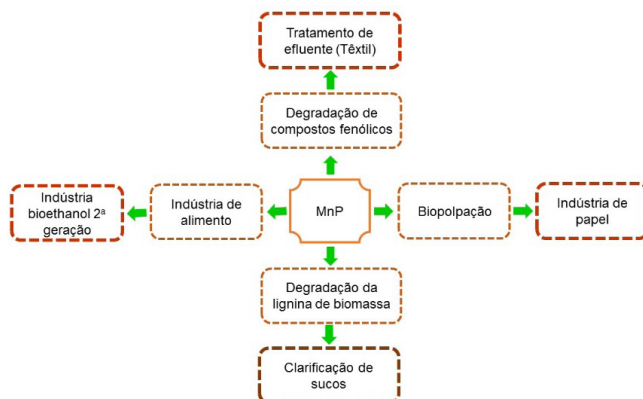 Tratamento de
efluente (Têxtil)
Degradação de
compostos fenólicos
Indústria
bioethanol 2ª
geração
Indústria de
alimento
MnP
Biopolpação
Indústria de
papel
Degradação da
lignina de biomassa
Clarificação de
sucos